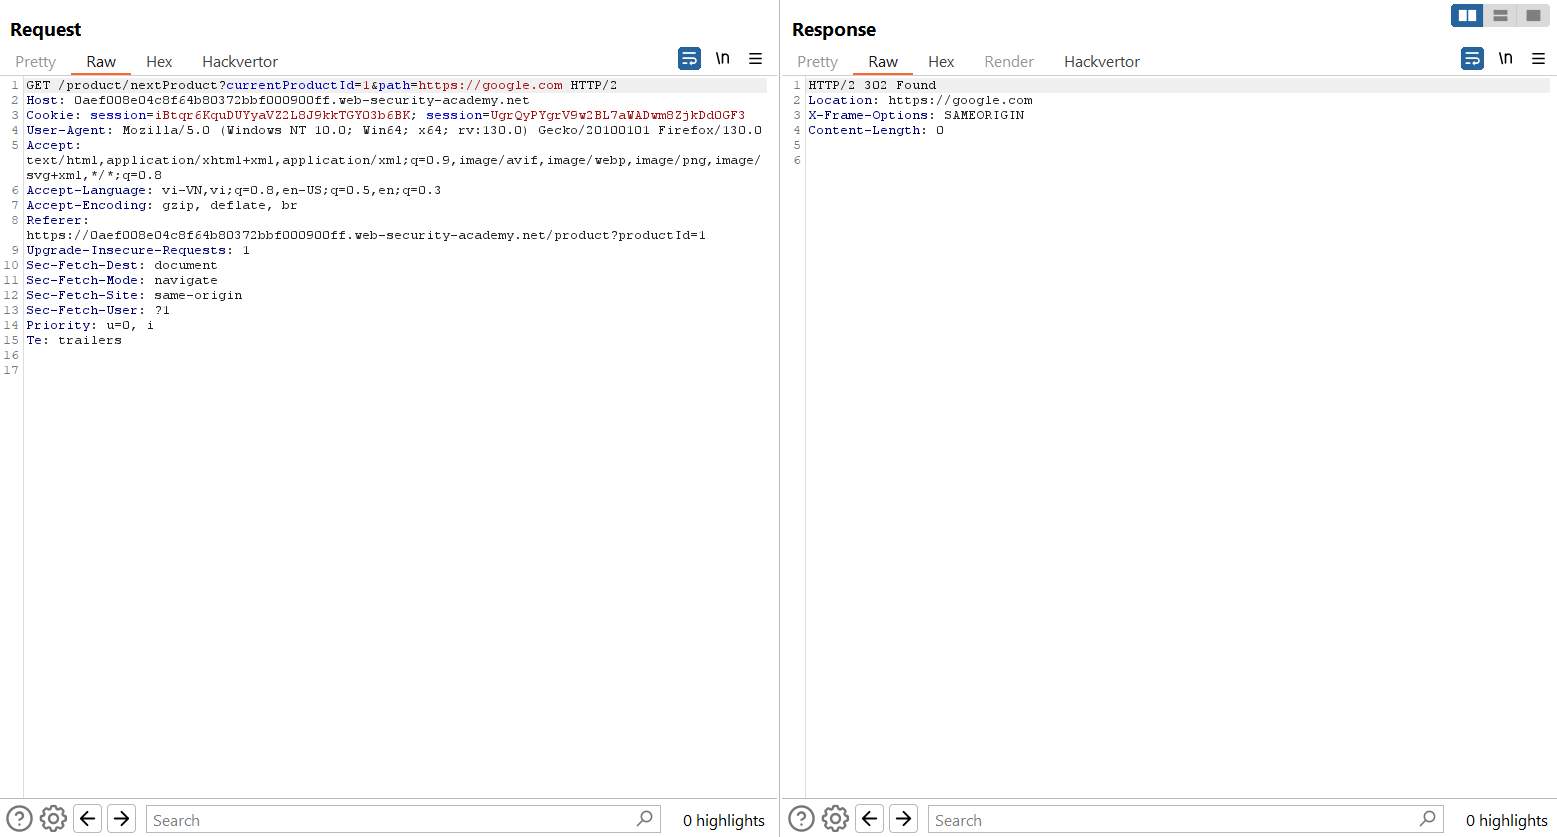 Request
Pretty Raw Hex Hackvertor
\n
1 GET /product/nextProduct?currentProductId=1&path=https://google.com HTTP/2
2 Host: 0aef008e04c8f64b80372bbf000900ff.web-security-academy.net
3 Cookie: session=iBtqr6KquDUYyaVZ2L8J9kkTGYO3b6BK; session=UgrQyPYgrV9w2BL7aWADwm8ZjkDdOGF3
4 User-Agent: Mozilla/5.0 (Windows NT 10.0; Win64; x64; rv:130.0) Gecko/20100101 Firefox/130.0
5 Accept:
text/html,application/xhtml+xml,application/xml;q=0.9,image/avif,image/webp,image/png,image/
svg+xml,*/*;q=0.8
6 Accept-Language: vi-VN,vi;q=0.8,en-US;q=0.5,en;q=0.3
7 Accept-Encoding: gzip, deflate, br
8 Referer:
https://0aef008e04c8f64b80372bbf000900ff.web-security-academy.net/product?productId=1
9 Upgrade-Insecure-Requests: 1
10 Sec-Fetch-Dest: document
11 Sec-Fetch-Mode: navigate
12 Sec-Fetch-Site: same-origin
13 Sec-Fetch-User: ?1
14 Priority: u=0, i
15 Te: trailers
16
17
Search
0 highlights
Response
Pretty Raw Hex Render Hackvertor
\n
1 HTTP/2 302 Found
2 Location: https://google.com
3 X-Frame-Options: SAMEORIGIN
4 Content-Length: 0
5
6
Search
0 highlights